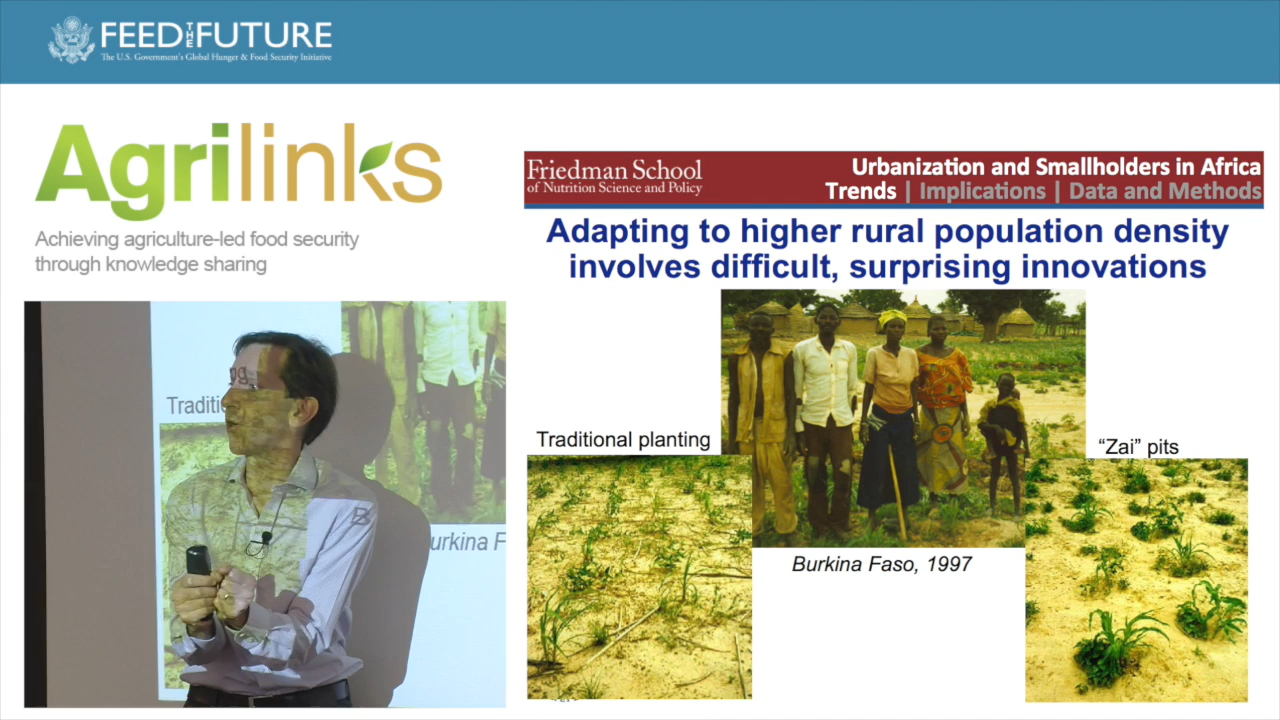 FEED THE FUTURE
The U.S. Government's Global Hunger & Food Security Initiative
Agrilinks
Achieving agriculture-led food security
through knowledge sharing
Friedman School
of Nutrition Science and Policy
Urbanization and Smallholders in Africa
Trends | Implications | Data and Methods
Adapting to higher rural population density
involves difficult, surprising innovations
Traditional planting
"Zai" pits
Burkina Faso, 1997
Traditi
urkina F